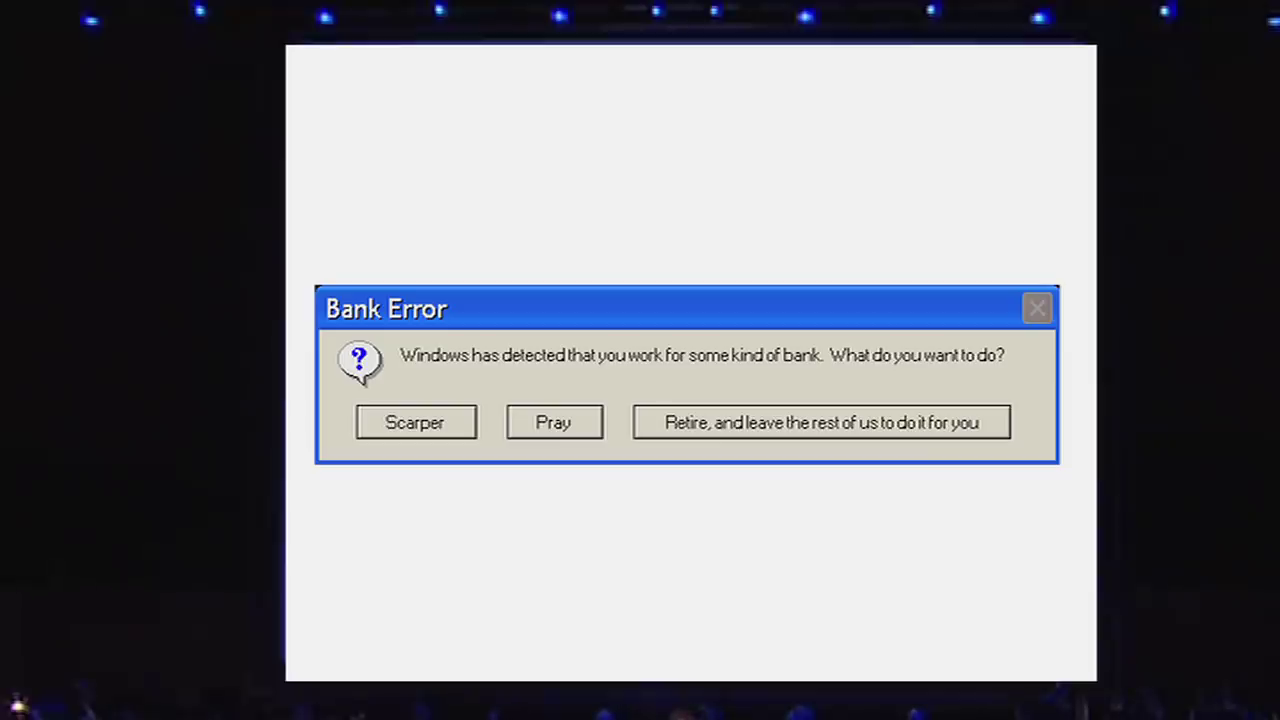 Bank Error
Windows has detected that you work for some kind of bank. What do you want to do?
Scarper
Pray
Retire, and leave the rest of us to do it for you